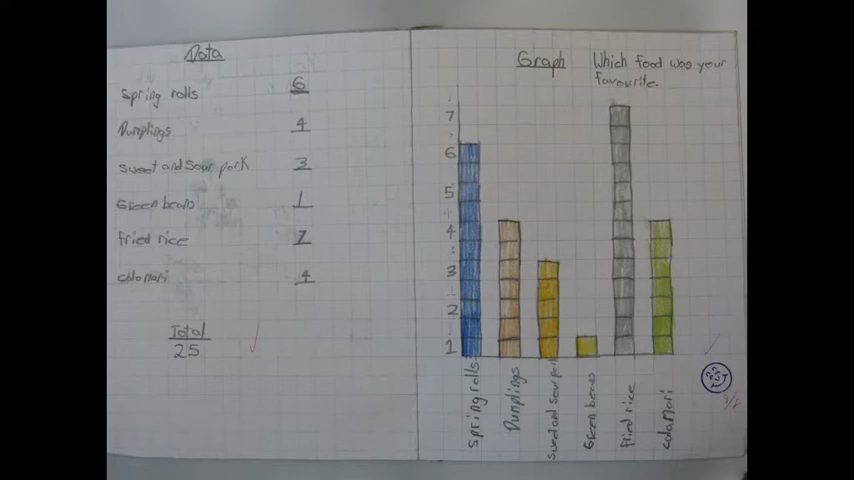 Data
Spring rolls 6
Dumplings 4
sweet and sour pork 3
Green beans 1
fried rice 7
calamari 4
Total
25
Graph Which food was your
favourite.
7
6
5
4
3
2
1
spring rolls
Dumplings
sweet and sour pork
Green beans
fried rice
calamari